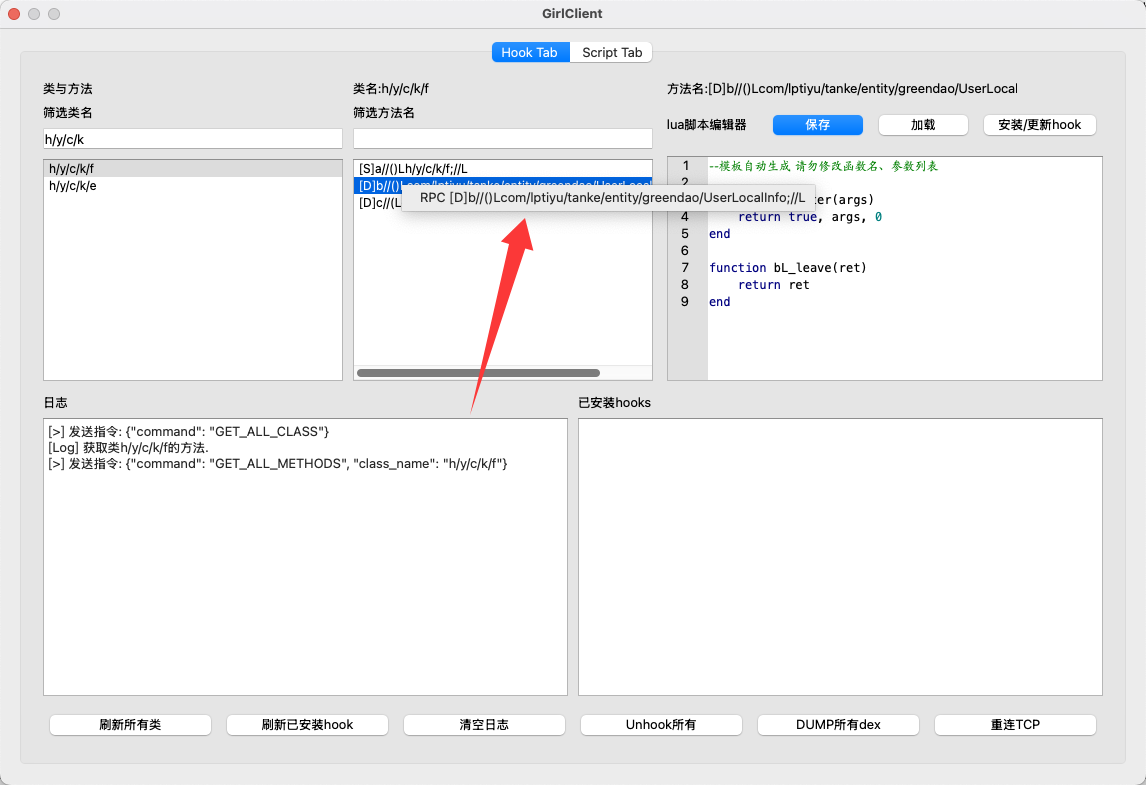 GirlClient
Hook Tab
Script Tab
类与方法
筛选类名
h/y/c/k
h/y/c/k/f
h/y/c/k/e
类名:h/y/c/k/f
筛选方法名
[S]a//()Lh/y/c/k/f;//L
[D]b//()Lcom/lptiyu/tanke/entity/greendao/UserLocal
[D]c//(L
RPC [D]b//()Lcom/lptiyu/tanke/entity/greendao/UserLocalInfo;//L
方法名:[D]b//()Lcom/lptiyu/tanke/entity/greendao/UserLocal
lua脚本编辑器
保存
加载
安装/更新hook
1 --模板自动生成 请勿修改函数名、参数列表
2
ter(args)
4 return true, args, 0
5 end
6
7 function bL_leave(ret)
8 return ret
9 end
日志
[>] 发送指令: {"command": "GET_ALL_CLASS"}
[Log] 获取类h/y/c/k/f的方法.
[>] 发送指令: {"command": "GET_ALL_METHODS", "class_name": "h/y/c/k/f"}
已安装hooks
刷新所有类
刷新已安装hook
清空日志
Unhook所有
DUMP所有dex
重连TCP